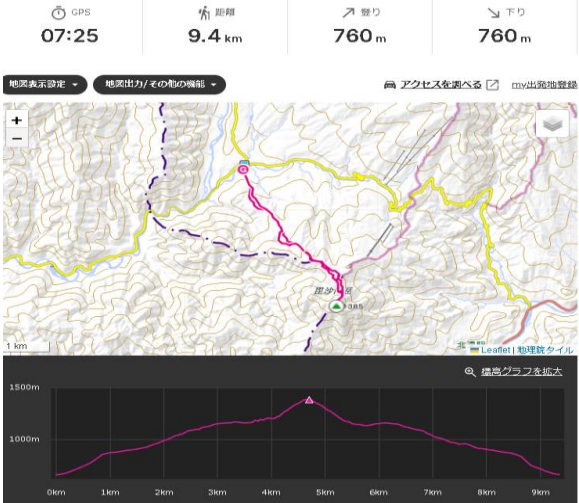 GPS 距離 登り 下り
07:25 9.4 km 760 m 760 m
地図表示設定 地図出力/その他の機能 アクセスを調べる my出発地登録
+
−
G
385
1 km
Leaflet | 地理院タイル
標高グラフを拡大
1500m
1000m
0km 1km 2km 3km 4km 5km 6km 7km 8km 9km